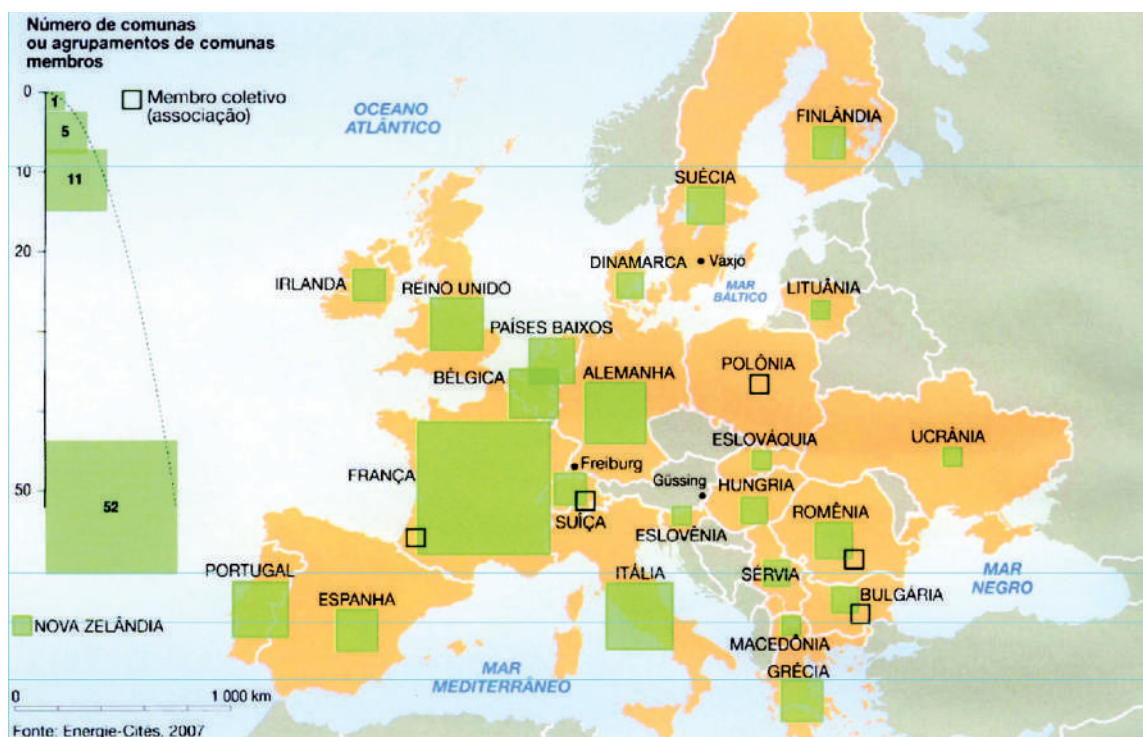 Número de comunas
ou agrupamentos de comunas
membros
0
1
5
10
11
20
50
52
Membro coletivo
(associação)
OCEANO
ATLÂNTICO
FINLÂNDIA
SUÉCIA
DINAMARCA
Växjo
MAR
BÁLTICO
LITUÂNIA
IRLANDA
REINO UNIDO
PAÍSES BAIXOS
BÉLGICA
ALEMANHA
POLÔNIA
ESLOVÁQUIA
UCRÂNIA
FRANÇA
Freiburg
Güssing
HUNGRIA
SUÍÇA
ESLOVÊNIA
ROMÊNIA
PORTUGAL
ESPANHA
ITÁLIA
SÉRVIA
BULGÁRIA
MAR
NEGRO
NOVA ZELÂNDIA
MAR
MEDITERRÂNEO
MACEDÔNIA
GRÉCIA
0 1 000 km
Fonte: Energie-Cités, 2007